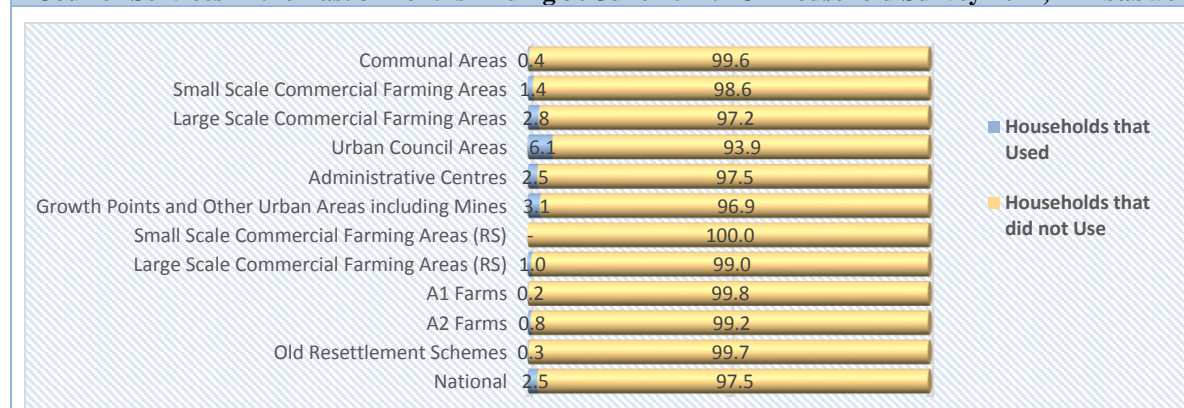 Communal Areas 0.4 99.6
Small Scale Commercial Farming Areas 1.4 98.6
Large Scale Commercial Farming Areas 2.8 97.2
Urban Council Areas 6.1 93.9
Administrative Centres 2.5 97.5
Growth Points and Other Urban Areas including Mines 3.1 96.9
Small Scale Commercial Farming Areas (RS) - 100.0
Large Scale Commercial Farming Areas (RS) 1.0 99.0
A1 Farms 0.2 99.8
A2 Farms 0.8 99.2
Old Resettlement Schemes 0.3 99.7
National 2.5 97.5
Households that
Used
Households that
did not Use